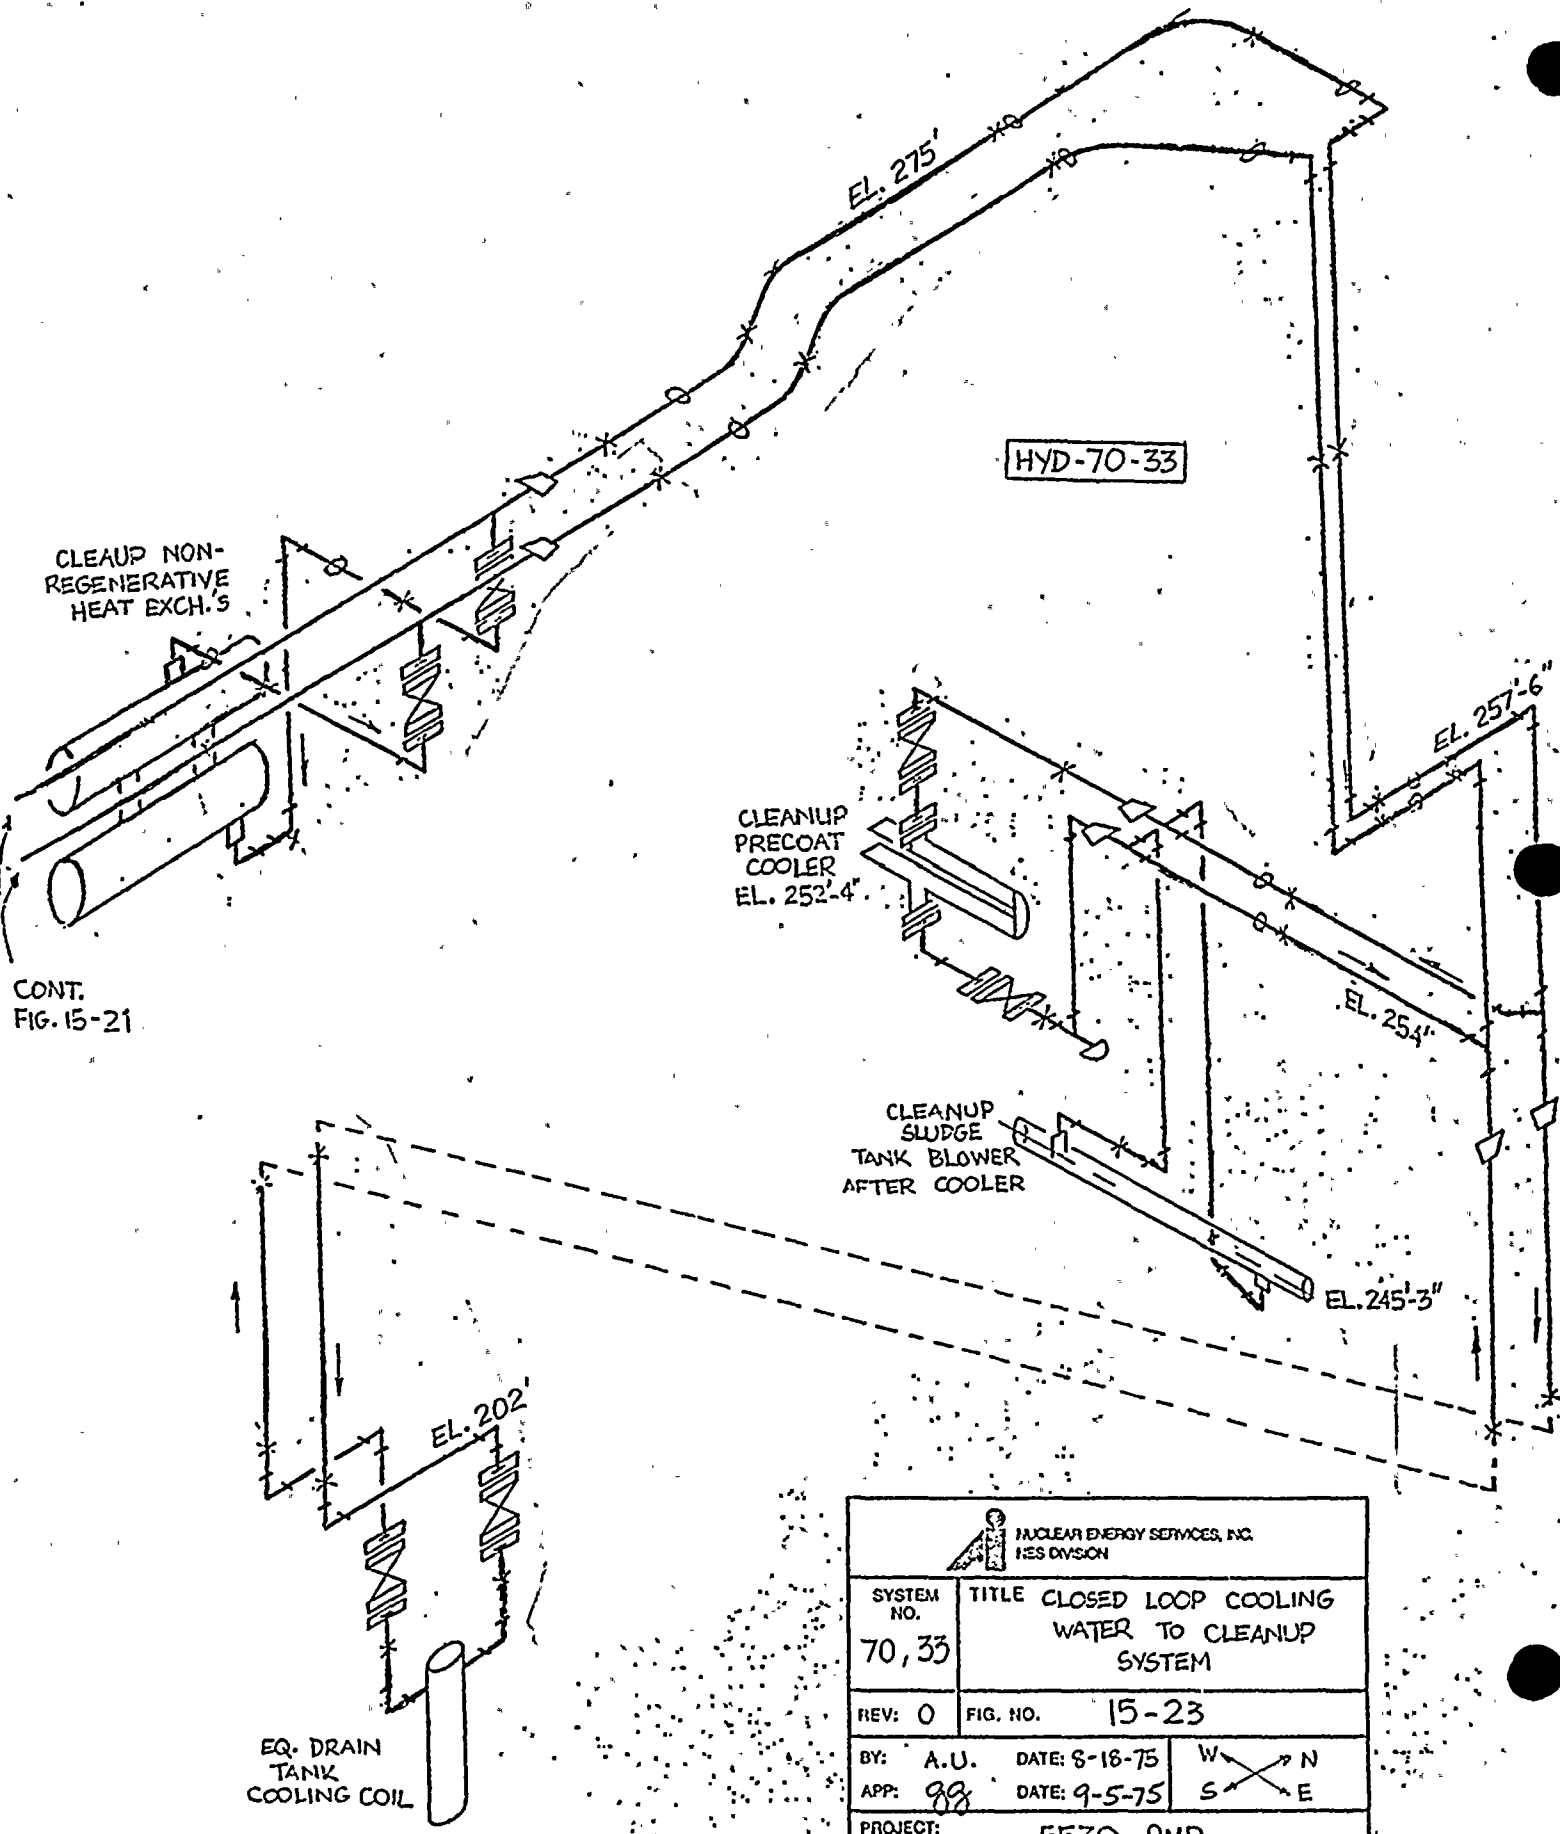 EL. 275'
HYD-70-33
CLEAUP NON-
REGENERATIVE
HEAT EXCH.'S
EL. 257'-6"
CLEANUP
PRECOAT
COOLER
EL. 252'-4"
CONT.
FIG. 15-21
EL. 254'
CLEANUP
SLUDGE
TANK BLOWER
AFTER COOLER
EL. 245'-3"
EL. 202'
EQ. DRAIN
TANK
COOLING COIL
NUCLEAR ENERGY SERVICES, INC.
NES DIVISION
SYSTEM
NO.
70, 33
TITLE CLOSED LOOP COOLING
WATER TO CLEANUP
SYSTEM
REV: 0 FIG. NO. 15-23
BY: A.U. DATE: 8-18-75
APP: gg DATE: 9-5-75
W N
S E
PROJECT: